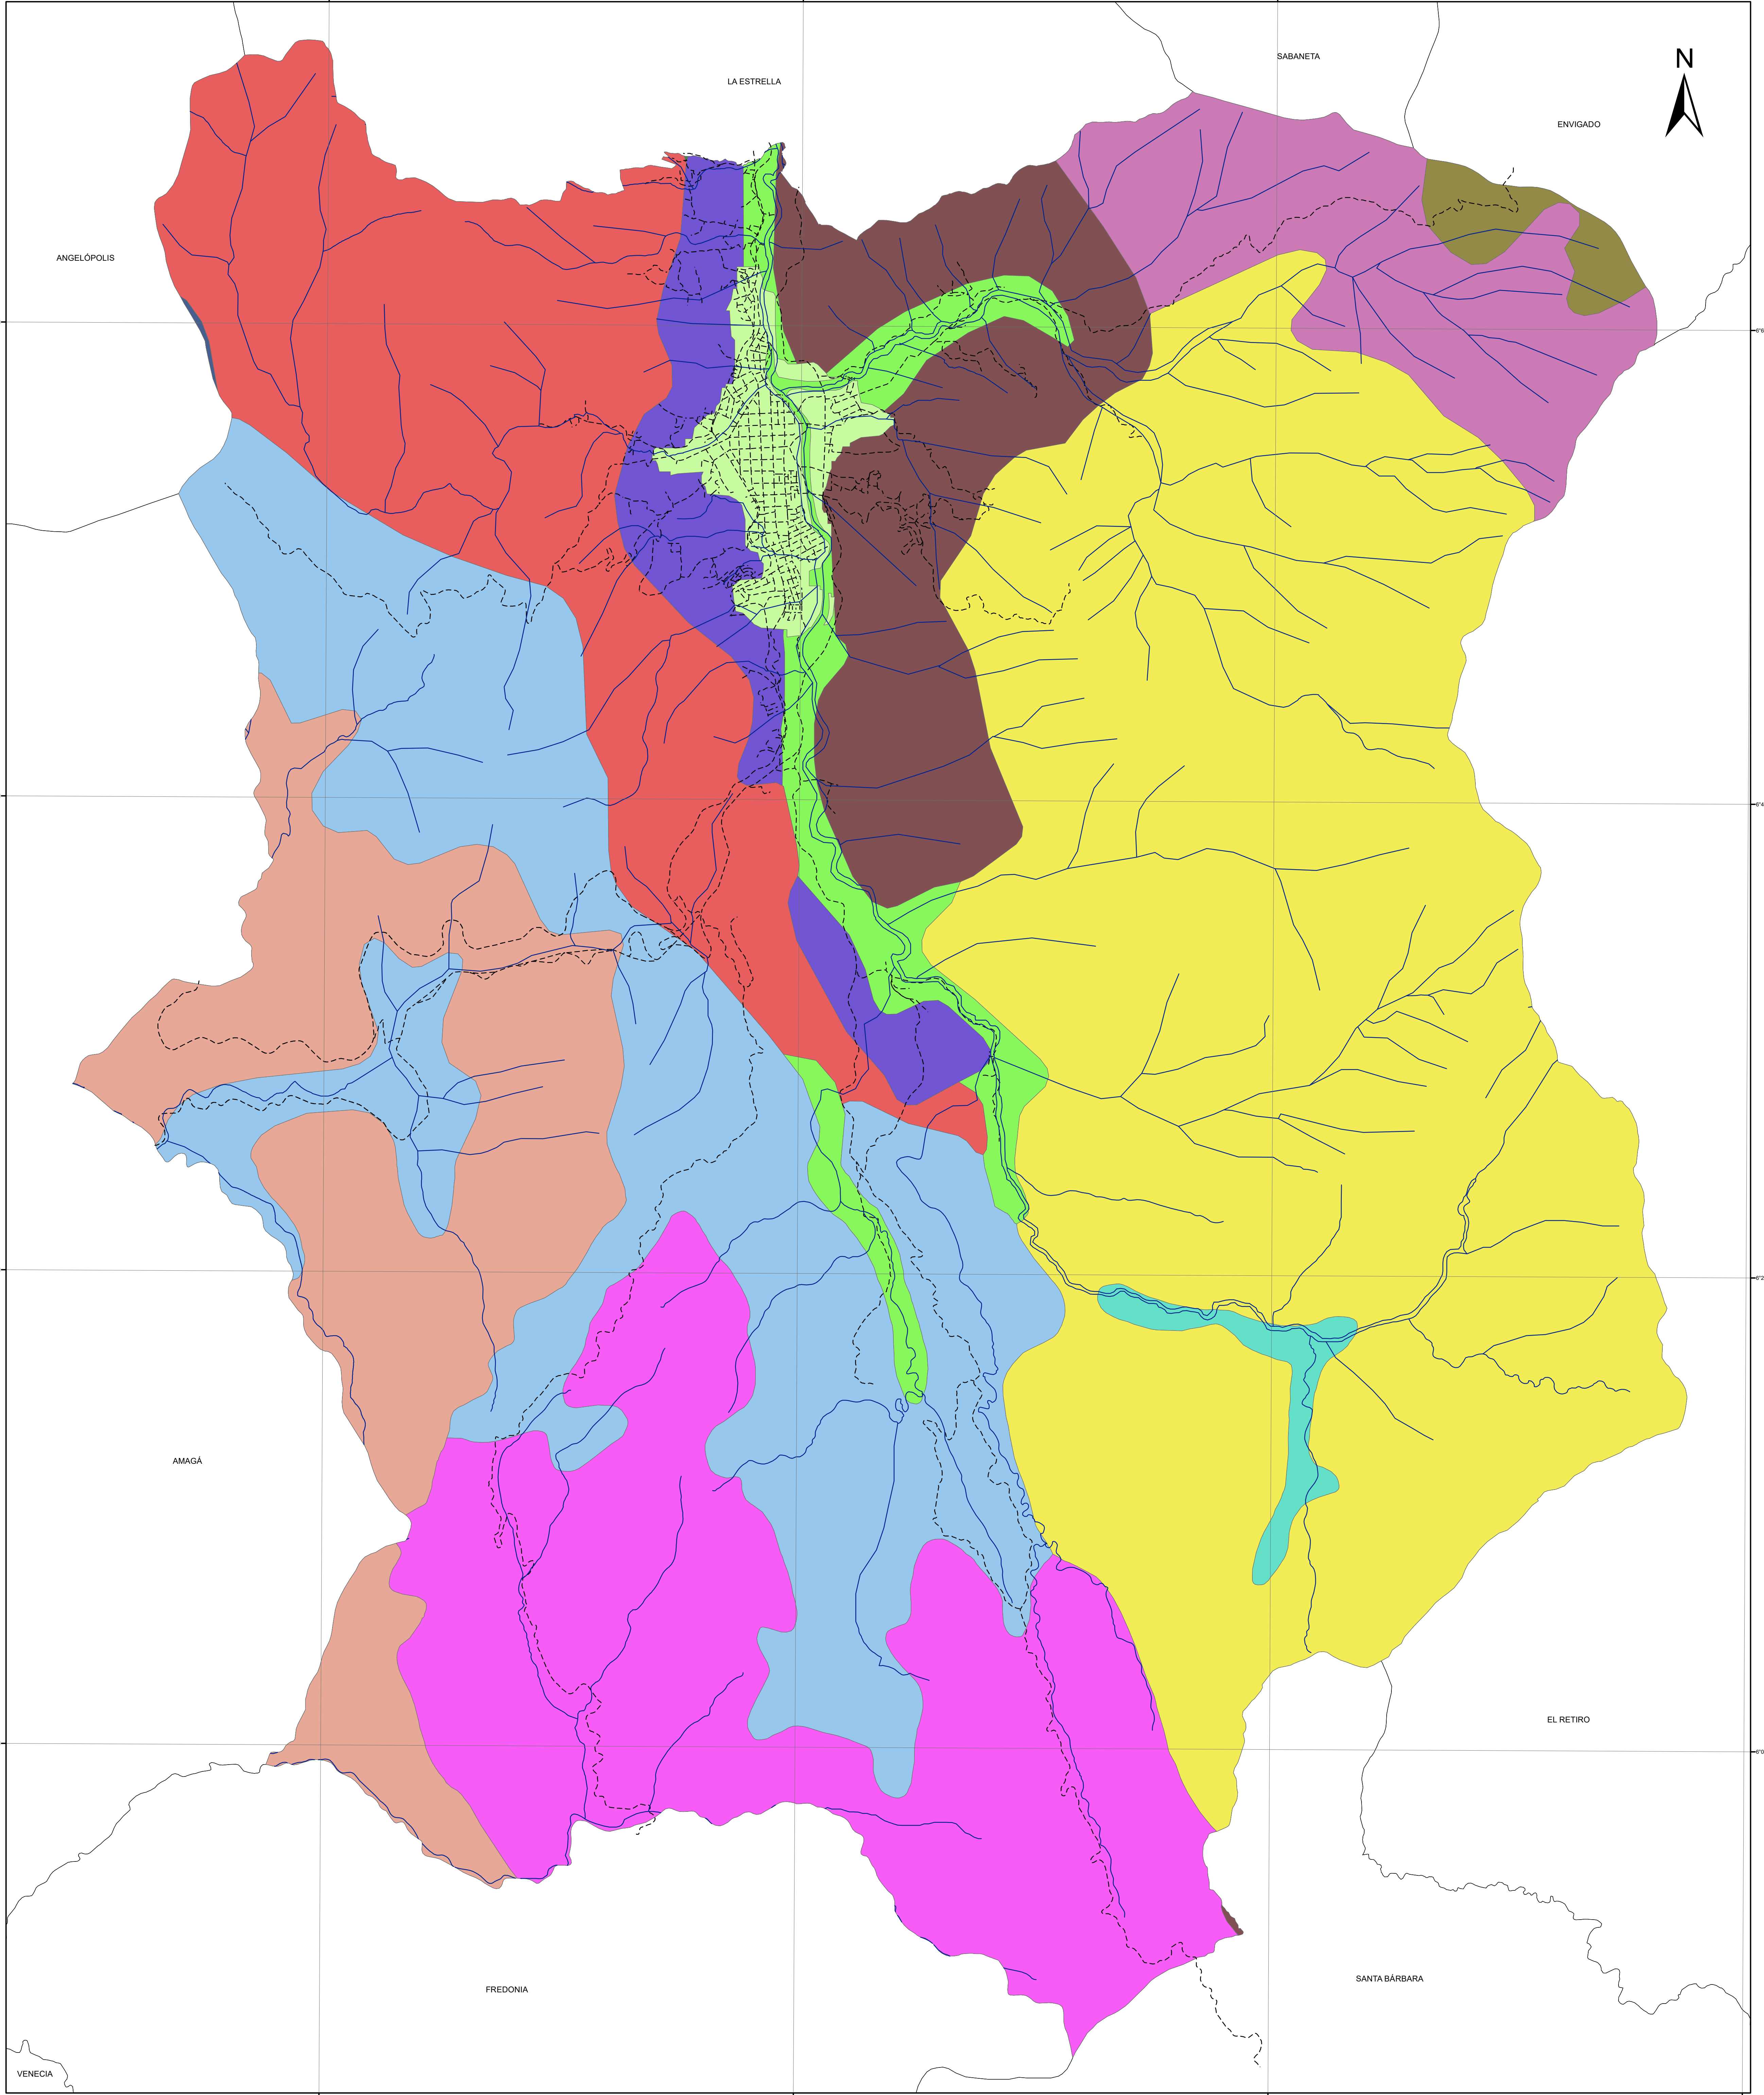 N
SABANETA
LA ESTRELLA
ENVIGADO
ANGELÓPOLIS
AMAGÁ
EL RETIRO
SANTA BÁRBARA
FREDONIA
VENECIA